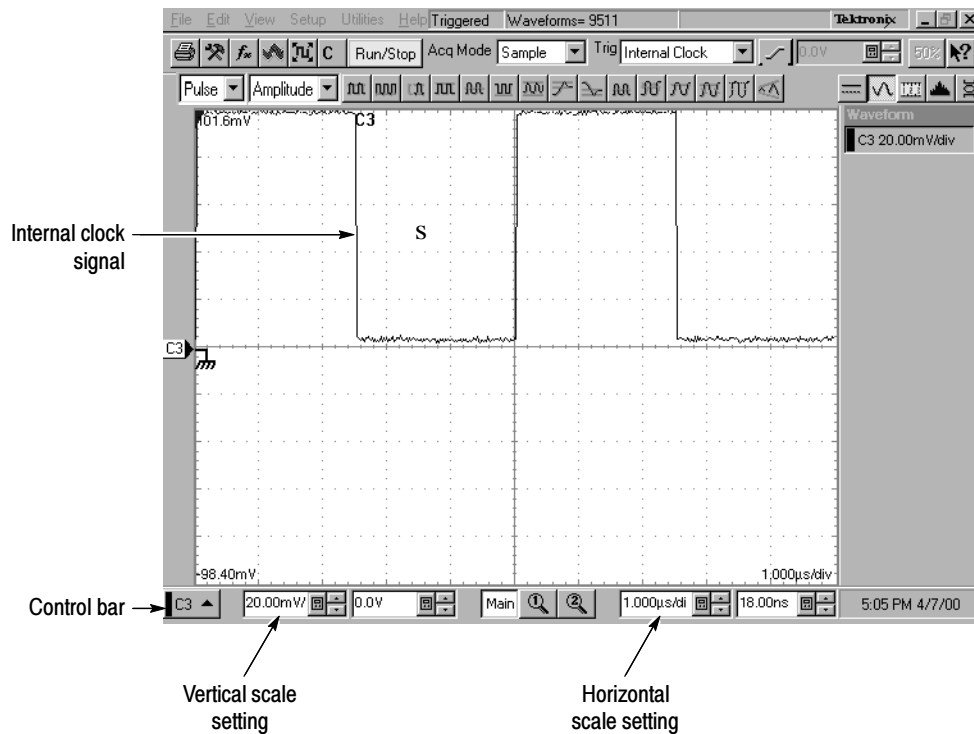 File Edit View Setup Utilities Help Triggered Waveforms= 9511 Tektronix
Run/Stop Acq Mode Sample Trig Internal Clock 0.0V 50%
Pulse Amplitude
101.6mV C3
Waveform
C3 20.00mV/div
Internal clock
signal
S
C3
-98.40mV 1.000µs/div
Control bar
C3 20.00mV/ 0.0V Main 1 2 1.000µs/di 18.00ns 5:05 PM 4/7/00
Vertical scale
setting
Horizontal
scale setting